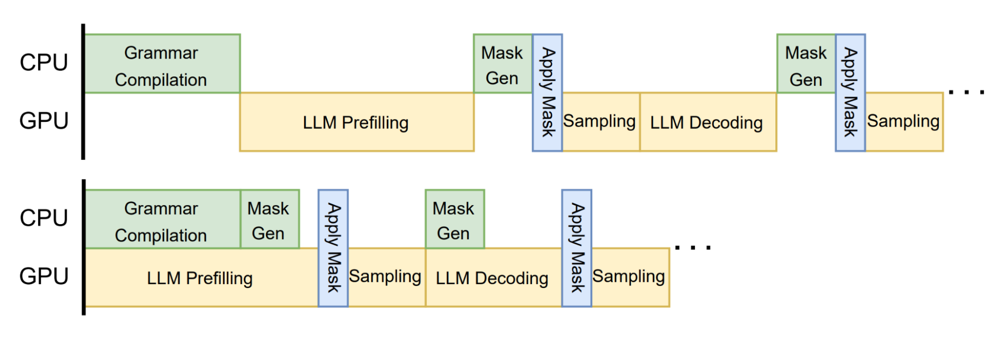 CPU
Grammar
Compilation
Mask
Gen
Apply Mask
Mask
Gen
Apply Mask
...
GPU
LLM Prefilling
Sampling
LLM Decoding
Sampling
CPU
Grammar
Compilation
Mask
Gen
Apply Mask
Mask
Gen
Apply Mask
...
GPU
LLM Prefilling
Sampling
LLM Decoding
Sampling